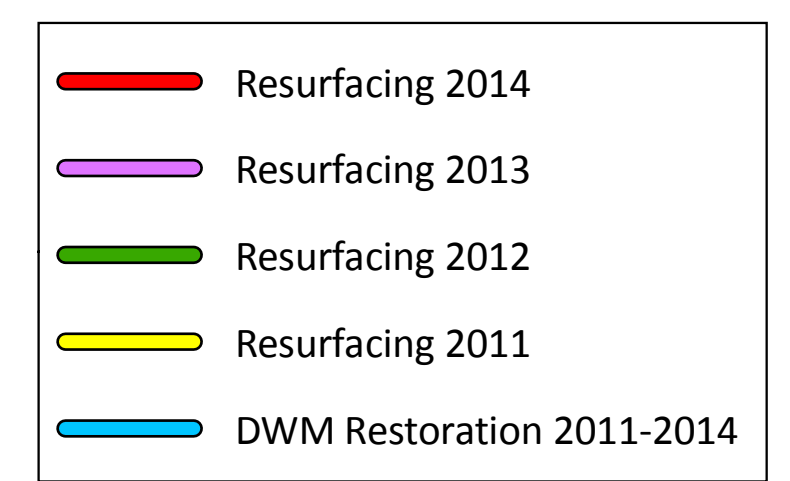 Resurfacing 2014
Resurfacing 2013
Resurfacing 2012
Resurfacing 2011
DWM Restoration 2011-2014